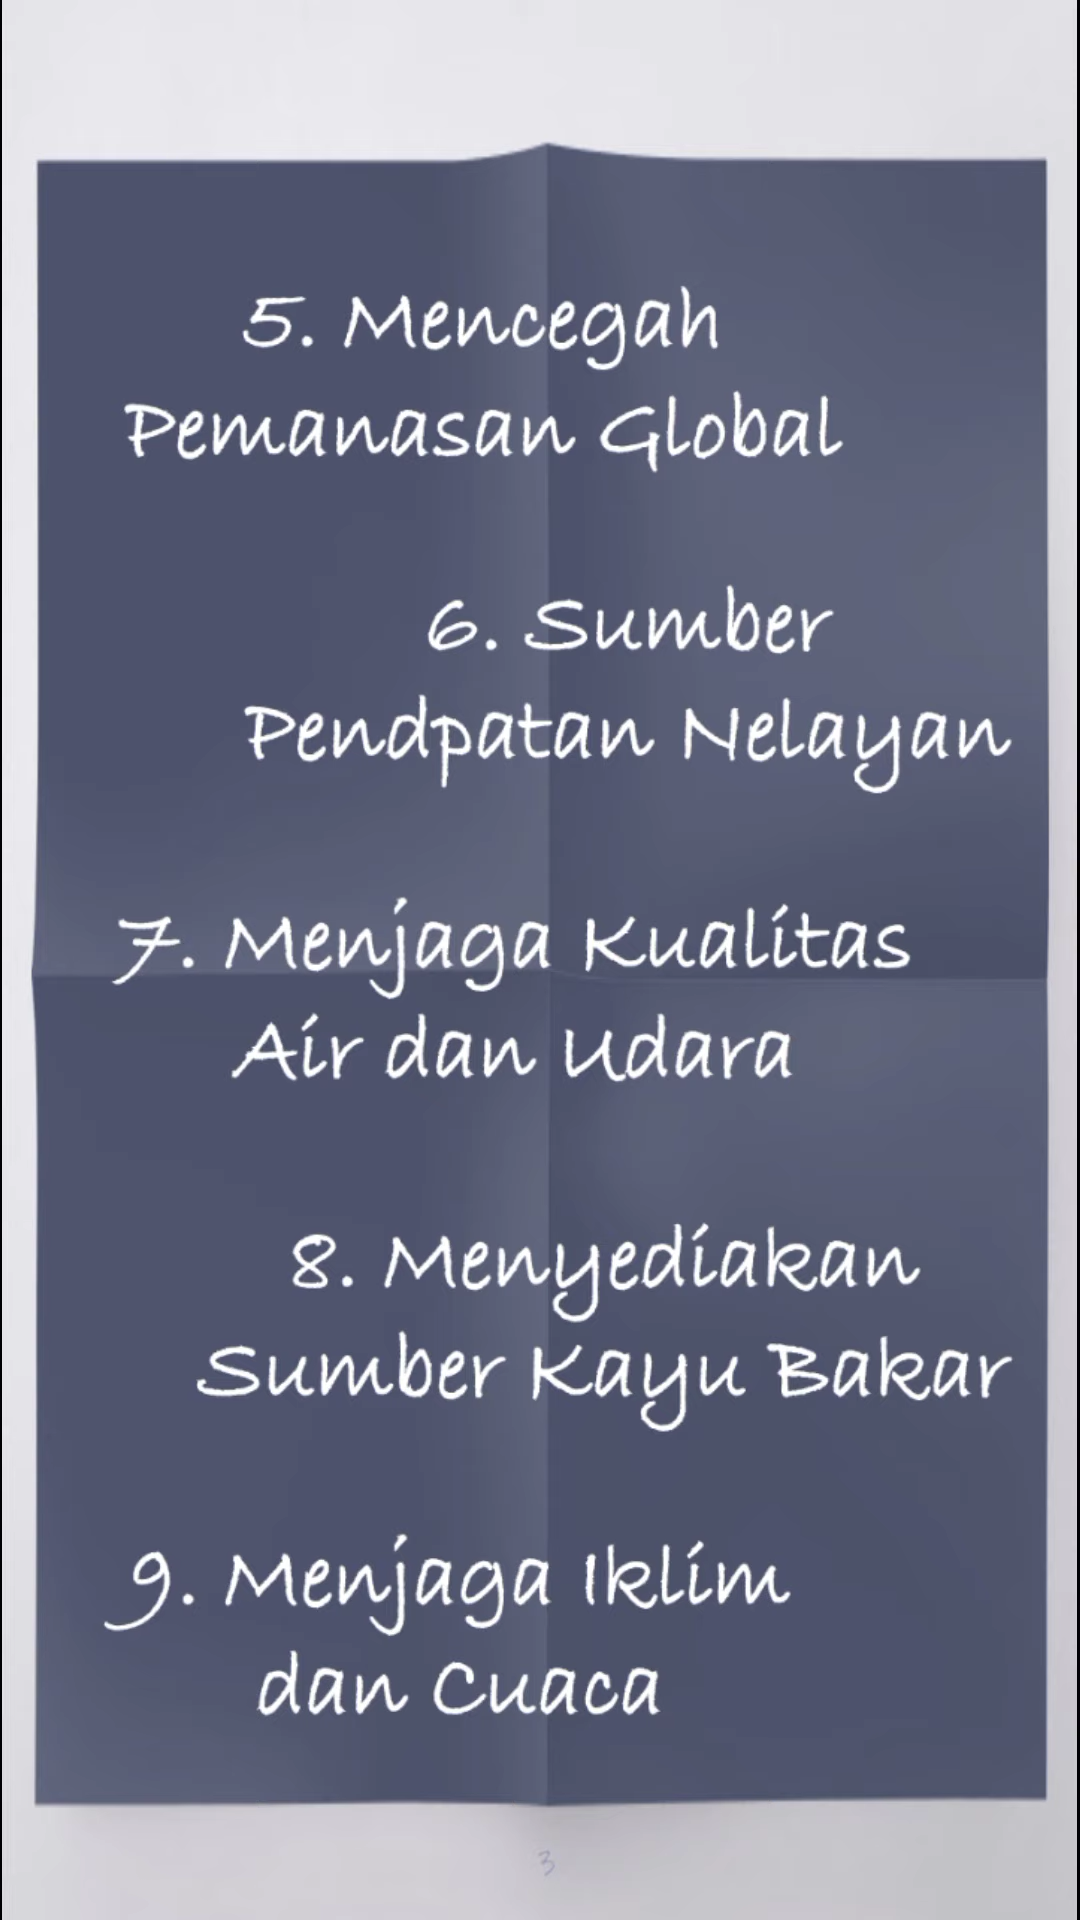 5. Mencegah
Pemanasan Global
6. Sumber
Pendpatan Nelayan
7. Menjaga Kualitas
Air dan Udara
8. Menyediakan
Sumber Kayu Bakar
9. Menjaga Iklim
dan Cuaca
3